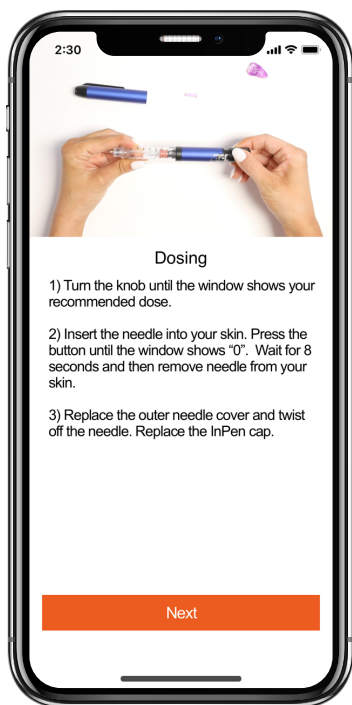 2:30
Dosing
1) Turn the knob until the window shows your
recommended dose.
2) Insert the needle into your skin. Press the
button until the window shows “0”.  Wait for 8
seconds and then remove needle from your
skin.
3) Replace the outer needle cover and twist
off the needle. Replace the InPen cap.
Next